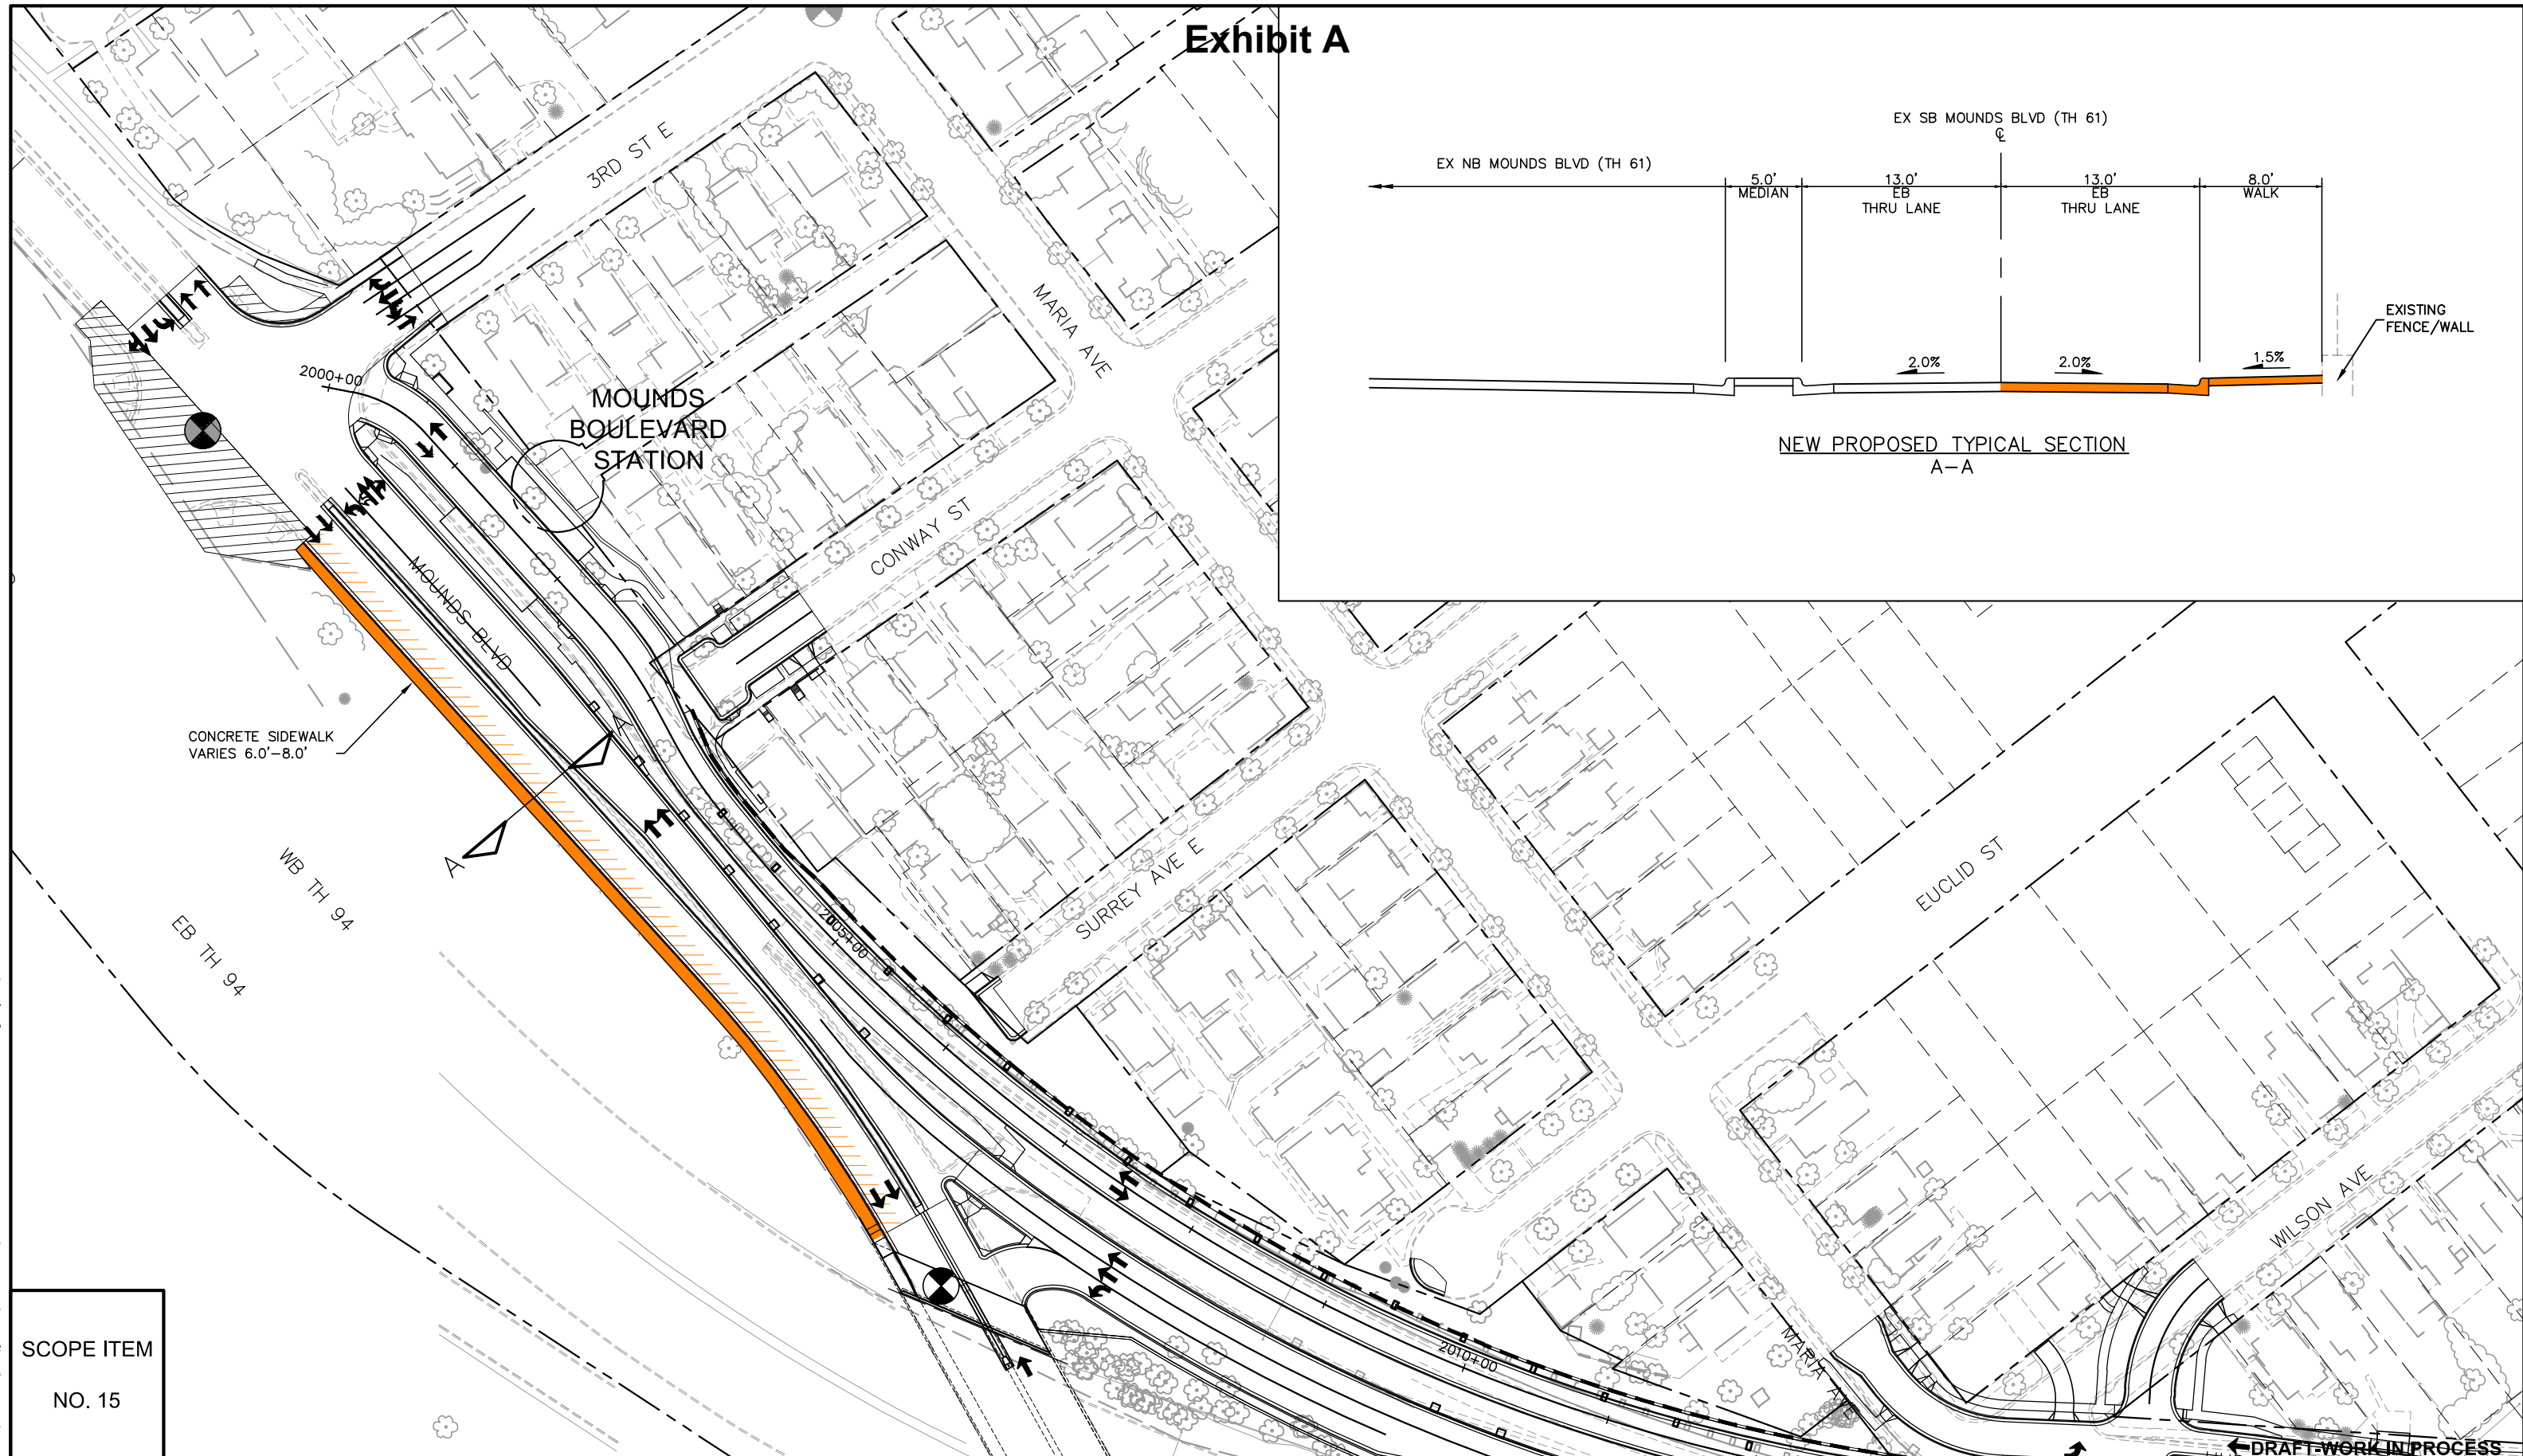 Exhibit A
EX SB MOUNDS BLVD (TH 61)
℄
EX NB MOUNDS BLVD (TH 61)
5.0'
MEDIAN
13.0'
EB
THRU LANE
13.0'
EB
THRU LANE
8.0'
WALK
EXISTING
FENCE/WALL
2.0%
2.0%
1.5%
NEW PROPOSED TYPICAL SECTION
A-A
3RD ST E
MARIA AVE
2000+00
MOUNDS
BOULEVARD
STATION
CONWAY ST
MOUNDS BLVD
CONCRETE SIDEWALK
VARIES 6.0'-8.0'
A
A
WB TH 94
EB TH 94
2005+00
SURREY AVE E
EUCLID ST
WILSON AVE
2010+00
MARIA AVE
SCOPE ITEM
NO. 15
DRAFT-WORK IN PROCESS